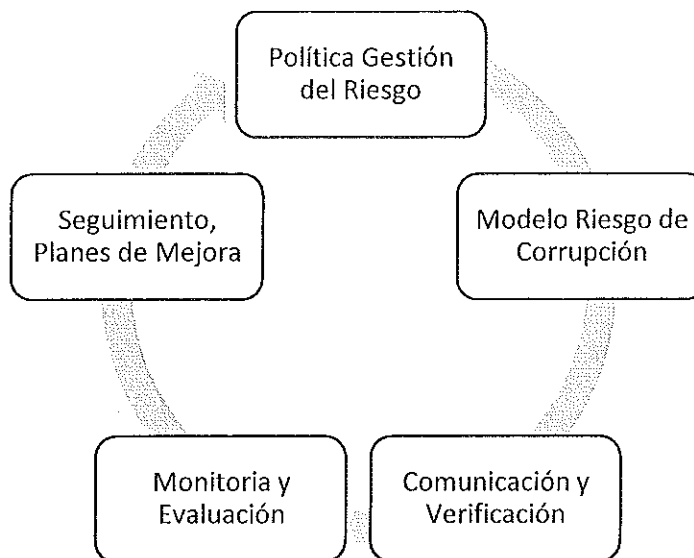 Política Gestión
del Riesgo
Modelo Riesgo de
Corrupción
Comunicación y
Verificación
Monitoria y
Evaluación
Seguimiento,
Planes de Mejora